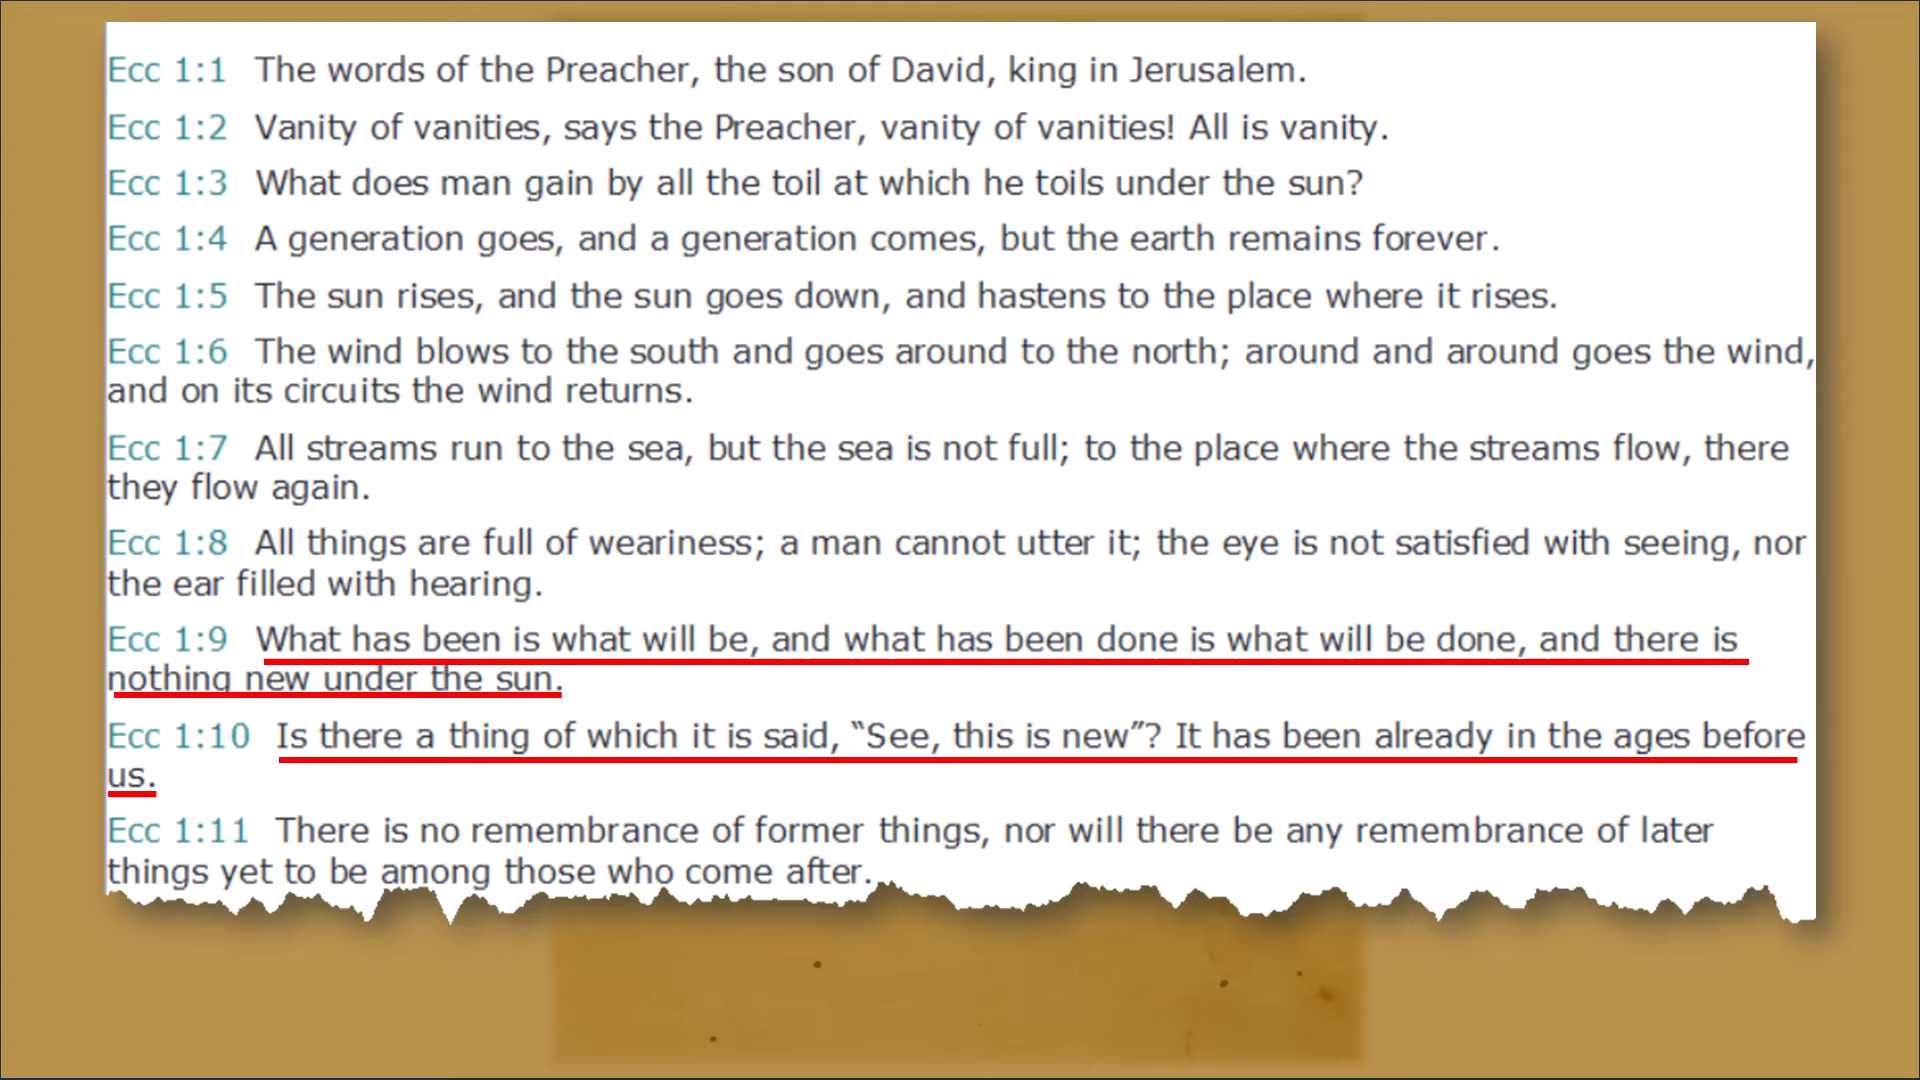 Ecc 1:1 The words of the Preacher, the son of David, king in Jerusalem.
Ecc 1:2 Vanity of vanities, says the Preacher, vanity of vanities! All is vanity.
Ecc 1:3 What does man gain by all the toil at which he toils under the sun?
Ecc 1:4 A generation goes, and a generation comes, but the earth remains forever.
Ecc 1:5 The sun rises, and the sun goes down, and hastens to the place where it rises.
Ecc 1:6 The wind blows to the south and goes around to the north; around and around goes the wind,
and on its circuits the wind returns.
Ecc 1:7 All streams run to the sea, but the sea is not full; to the place where the streams flow, there
they flow again.
Ecc 1:8 All things are full of weariness; a man cannot utter it; the eye is not satisfied with seeing, nor
the ear filled with hearing.
Ecc 1:9 What has been is what will be, and what has been done is what will be done, and there is
nothing new under the sun.
Ecc 1:10 Is there a thing of which it is said, “See, this is new”? It has been already in the ages before
us.
Ecc 1:11 There is no remembrance of former things, nor will there be any remembrance of later
things yet to be among those who come after.